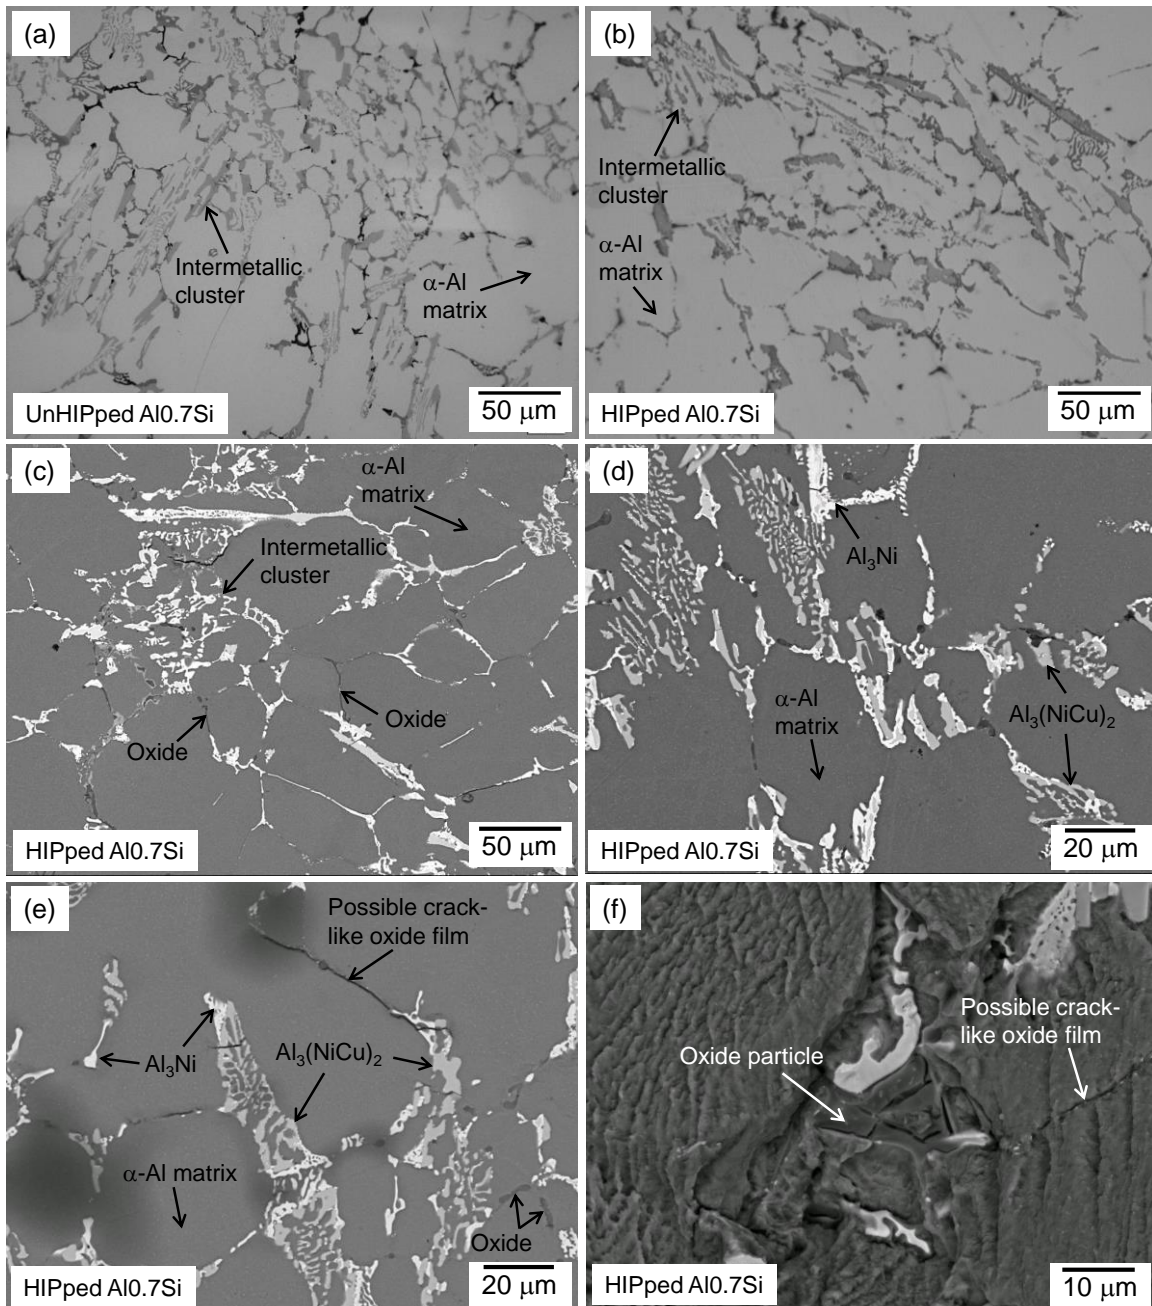 (a)
Intermetallic
cluster
α-Al
matrix
UnHIPped Al0.7Si
50 μm
(b)
Intermetallic
cluster
α-Al
matrix
HIPped Al0.7Si
50 μm
(c)
α-Al
matrix
Intermetallic
cluster
Oxide
Oxide
HIPped Al0.7Si
50 μm
(d)
Al₃Ni
α-Al
matrix
Al₃(NiCu)₂
HIPped Al0.7Si
20 μm
(e)
Possible crack-
like oxide film
Al₃Ni
Al₃(NiCu)₂
α-Al matrix
Oxide
HIPped Al0.7Si
20 μm
(f)
Possible crack-
like oxide film
Oxide particle
HIPped Al0.7Si
10 μm